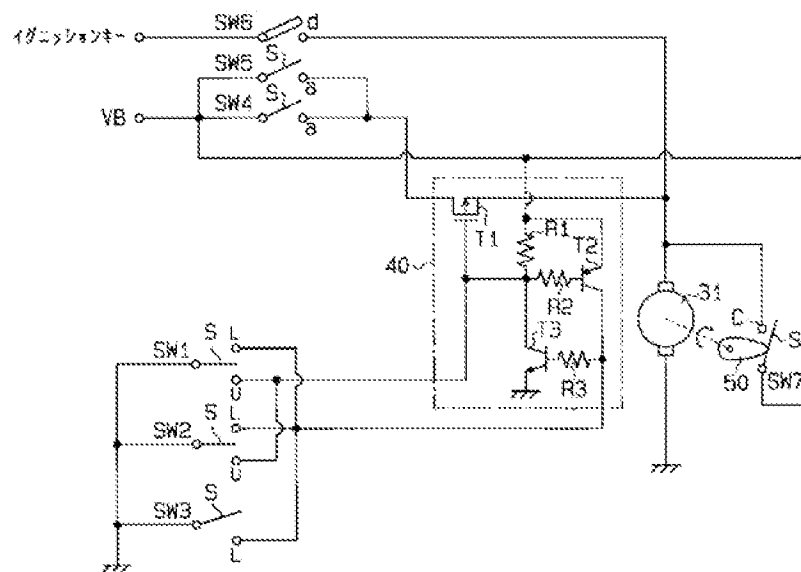 イグニッションキー
SW6
d
SW5
S
a
SW4
S
a
VB
T1
R1
T2
40
R2
T3
R3
31
C
S
50
SW7
SW1
S
L
U
SW2
S
L
U
SW3
S
L